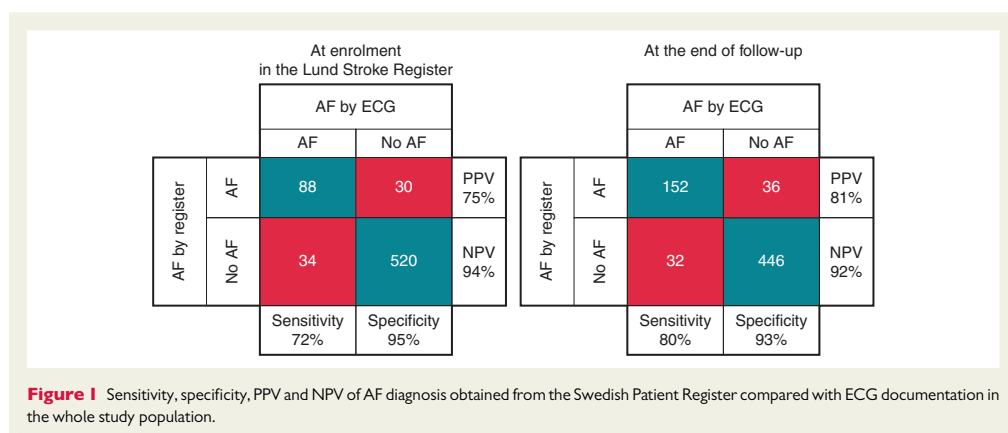 At enrolment
in the Lund Stroke Register
AF by ECG
AF No AF
AF by register
AF 88 30 PPV
75%
No AF 34 520 NPV
94%
Sensitivity
72%
Specificity
95%
At the end of follow-up
AF by ECG
AF No AF
AF by register
AF 152 36 PPV
81%
No AF 32 446 NPV
92%
Sensitivity
80%
Specificity
93%
Figure 1 Sensitivity, specificity, PPV and NPV of AF diagnosis obtained from the Swedish Patient Register compared with ECG documentation in
the whole study population.